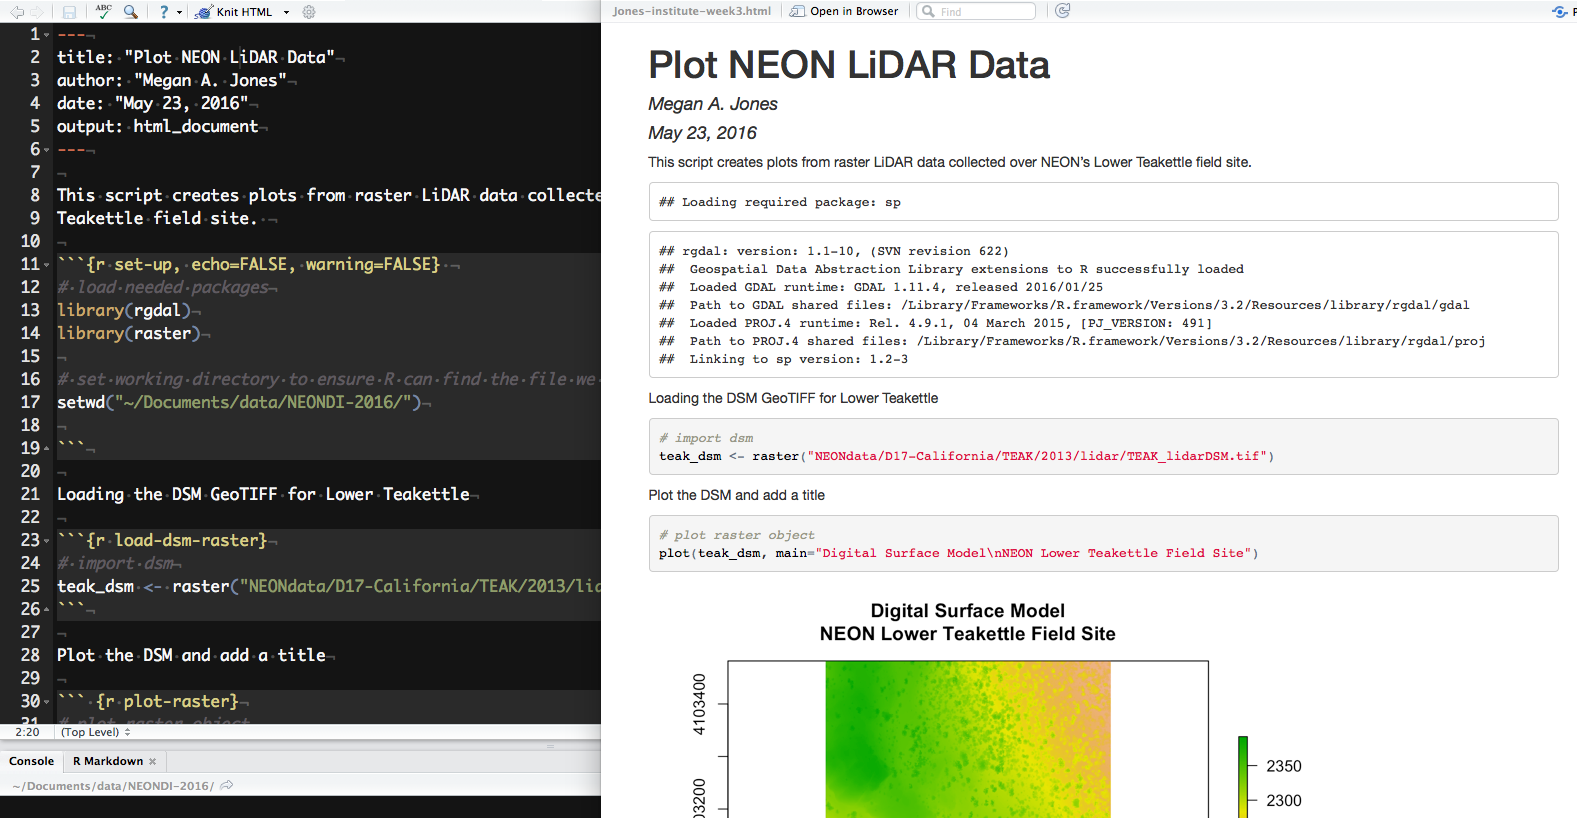 ABC
?
Knit HTML
1 ---
2 title: "Plot NEON LiDAR Data"
3 author: "Megan A. Jones"
4 date: "May 23, 2016"
5 output: html_document
6 ---
7
8 This script creates plots from raster LiDAR data collecte
9 Teakettle field site.
10
11 ```{r set-up, echo=FALSE, warning=FALSE}
12 # load needed packages
13 library(rgdal)
14 library(raster)
15
16 # set working directory to ensure R can find the file we
17 setwd("~/Documents/data/NEONDI-2016/")
18
19 ```
20
21 Loading the DSM GeoTIFF for Lower Teakettle
22
23 ```{r load-dsm-raster}
24 # import dsm
25 teak_dsm <- raster("NEONdata/D17-California/TEAK/2013/lid
26 ```
27
28 Plot the DSM and add a title
29
30 ``` {r plot-raster}
31 # plot raster object
2:20 (Top Level)
Console R Markdown
~/Documents/data/NEONDI-2016/
Jones-institute-week3.html Open in Browser Find
Plot NEON LiDAR Data
Megan A. Jones
May 23, 2016
This script creates plots from raster LiDAR data collected over NEON's Lower Teakettle field site.
## Loading required package: sp
## rgdal: version: 1.1-10, (SVN revision 622)
## Geospatial Data Abstraction Library extensions to R successfully loaded
## Loaded GDAL runtime: GDAL 1.11.4, released 2016/01/25
## Path to GDAL shared files: /Library/Frameworks/R.framework/Versions/3.2/Resources/library/rgdal/gdal
## Loaded PROJ.4 runtime: Rel. 4.9.1, 04 March 2015, [PJ_VERSION: 491]
## Path to PROJ.4 shared files: /Library/Frameworks/R.framework/Versions/3.2/Resources/library/rgdal/proj
## Linking to sp version: 1.2-3
Loading the DSM GeoTIFF for Lower Teakettle
# import dsm
teak_dsm <- raster("NEONdata/D17-California/TEAK/2013/lidar/TEAK_lidarDSM.tif")
Plot the DSM and add a title
# plot raster object
plot(teak_dsm, main="Digital Surface Model\nNEON Lower Teakettle Field Site")
Digital Surface Model
NEON Lower Teakettle Field Site
4103400
03200
2350
2300